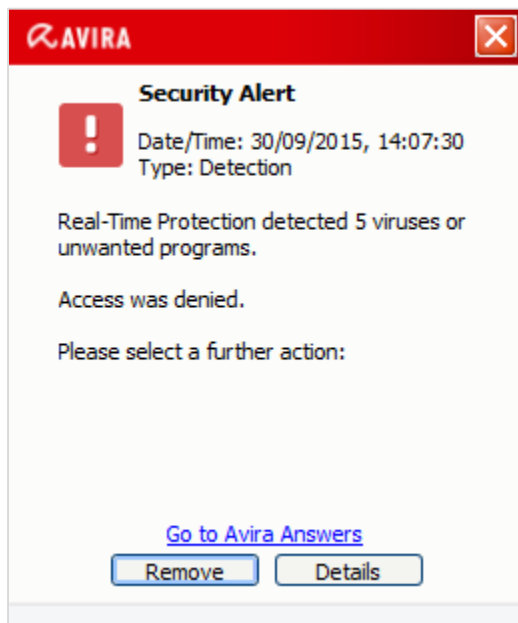 AVIRA
Security Alert
Date/Time: 30/09/2015, 14:07:30
Type: Detection
Real-Time Protection detected 5 viruses or
unwanted programs.
Access was denied.
Please select a further action:
Go to Avira Answers
Remove Details